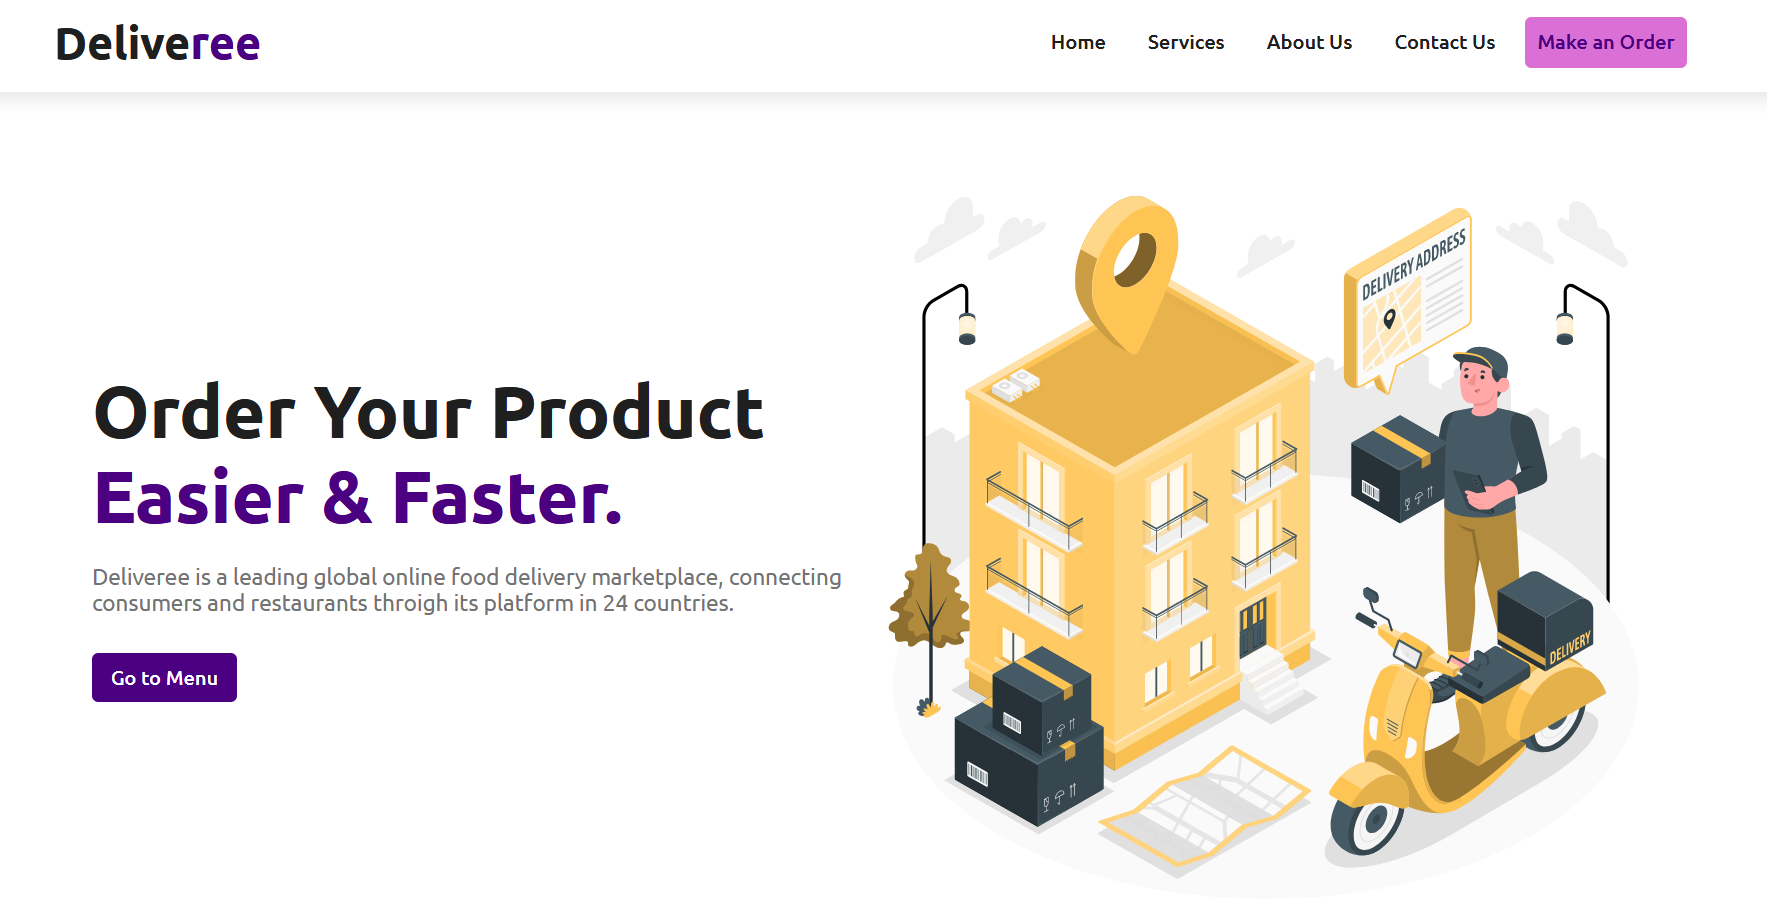 Deliveree
Home Services About Us Contact Us Make an Order
DELIVERY ADDRESS
Order Your Product
Easier & Faster.
Deliveree is a leading global online food delivery marketplace, connecting
consumers and restaurants throigh its platform in 24 countries.
Go to Menu
DELIVERY